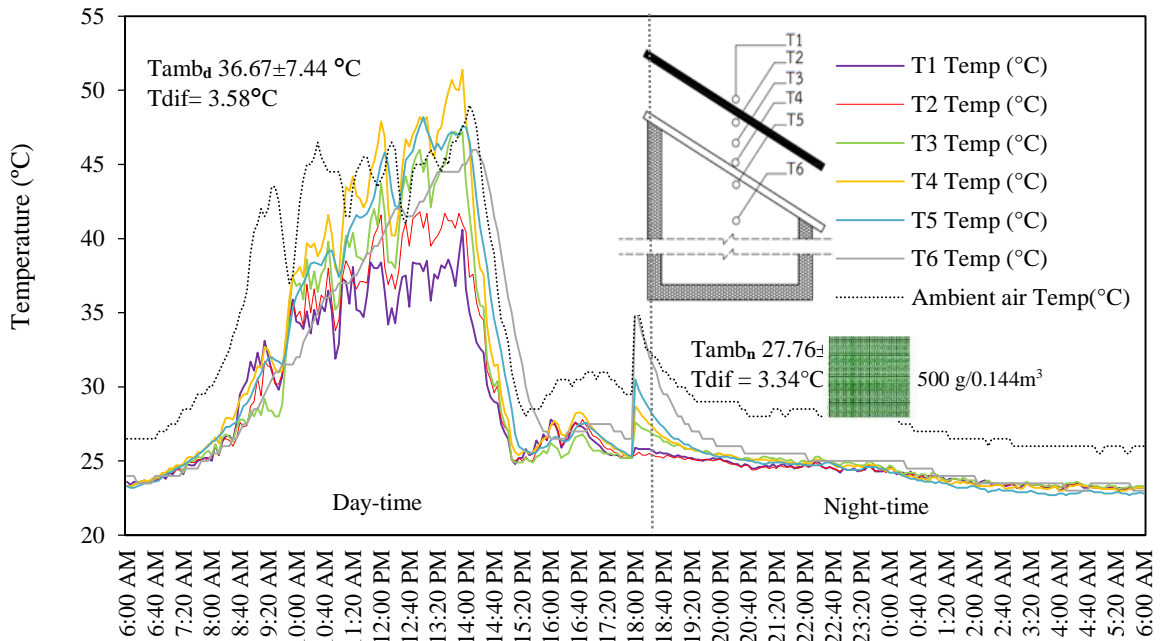 55
50
45
40
35
30
25
20
Temperature (°C)
Tamb_d 36.67±7.44 °C
Tdif= 3.58°C
T1
T2
T3
T4
T5
T6
T1 Temp (°C)
T2 Temp (°C)
T3 Temp (°C)
T4 Temp (°C)
T5 Temp (°C)
T6 Temp (°C)
Ambient air Temp(°C)
Tamb_n 27.76±
Tdif = 3.34°C
500 g/0.144m³
Day-time
Night-time
6:00 AM
6:40 AM
7:20 AM
8:00 AM
8:40 AM
9:20 AM
10:00 AM
10:40 AM
11:20 AM
12:00 PM
12:40 PM
13:20 PM
14:00 PM
14:40 PM
15:20 PM
16:00 PM
16:40 PM
17:20 PM
18:00 PM
18:40 PM
19:20 PM
20:00 PM
20:40 PM
21:20 PM
22:00 PM
22:40 PM
23:20 PM
0:00 AM
0:40 AM
1:20 AM
2:00 AM
2:40 AM
3:20 AM
4:00 AM
4:40 AM
5:20 AM
6:00 AM